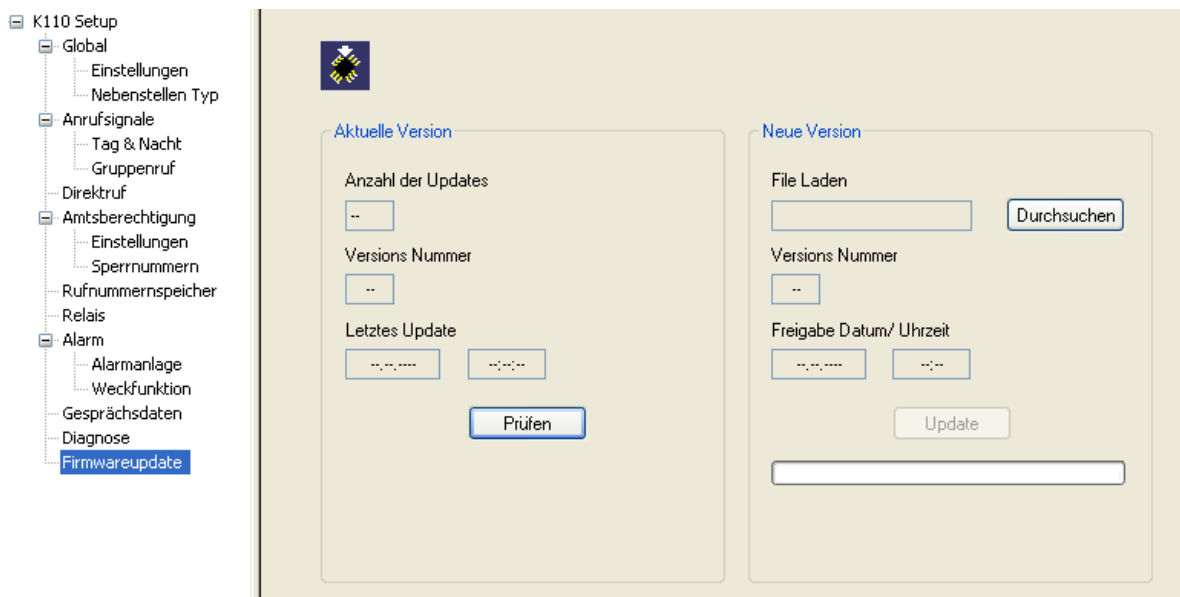 K110 Setup
Global
Einstellungen
Nebenstellen Typ
Anrufsignale
Tag & Nacht
Gruppenruf
Direktruf
Amtsberechtigung
Einstellungen
Sperrnummern
Rufnummernspeicher
Relais
Alarm
Alarmanlage
Weckfunktion
Gesprächsdaten
Diagnose
Firmwareupdate
Aktuelle Version
Anzahl der Updates
--
Versions Nummer
--
Letztes Update
--.--.---- --:--:--
Prüfen
Neue Version
File Laden
Durchsuchen
Versions Nummer
--
Freigabe Datum/ Uhrzeit
--.--.---- --:--
Update